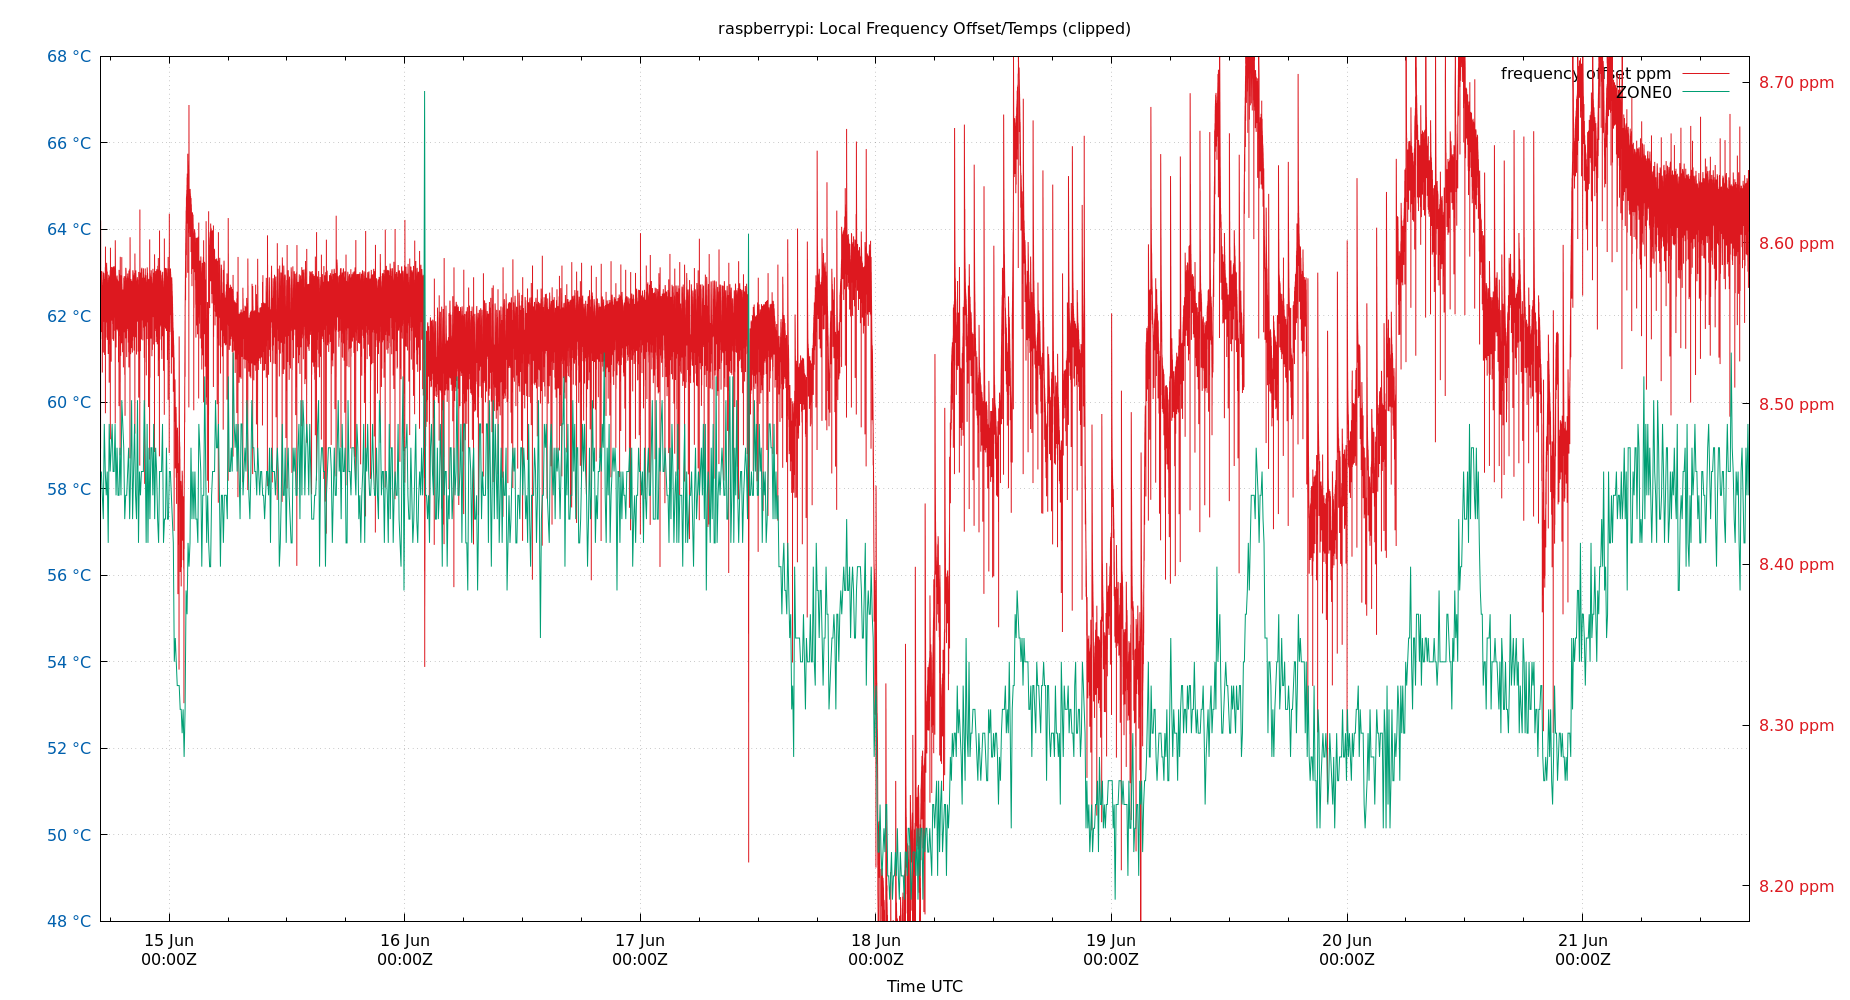 raspberrypi: Local Frequency Offset/Temps (clipped)
68 °C
66 °C
64 °C
62 °C
60 °C
58 °C
56 °C
54 °C
52 °C
50 °C
48 °C
frequency offset ppm
ZONE0
8.70 ppm
8.60 ppm
8.50 ppm
8.40 ppm
8.30 ppm
8.20 ppm
15 Jun
00:00Z
16 Jun
00:00Z
17 Jun
00:00Z
18 Jun
00:00Z
19 Jun
00:00Z
20 Jun
00:00Z
21 Jun
00:00Z
Time UTC